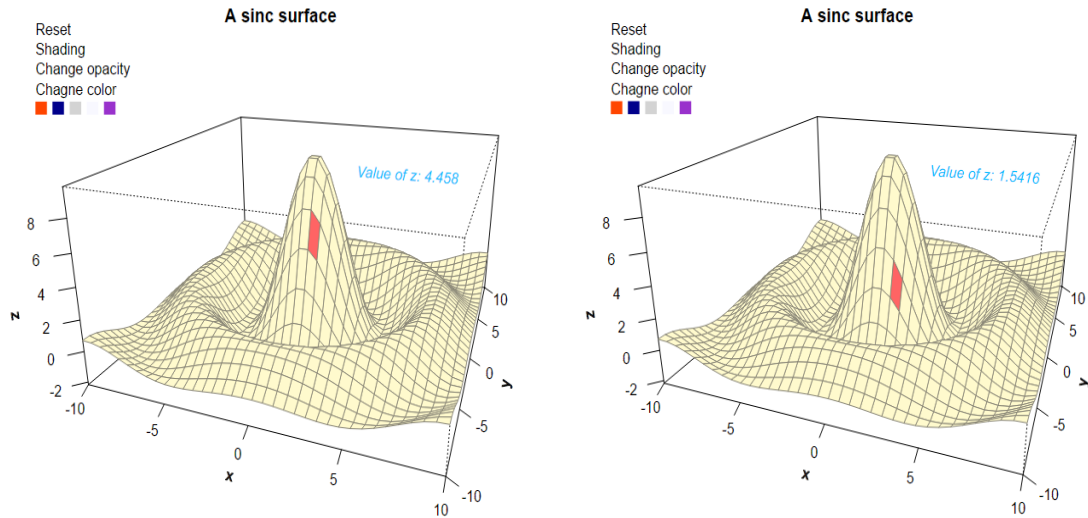 A sinc surface
Reset
Shading
Change opacity
Chagne color
Value of z: 4.458
8
6
4
2
0
-2
z
-10
-5
0
5
10
x
-10
-5
0
5
10
y
A sinc surface
Reset
Shading
Change opacity
Chagne color
Value of z: 1.5416
8
6
4
2
0
-2
z
-10
-5
0
5
10
x
-10
-5
0
5
10
y